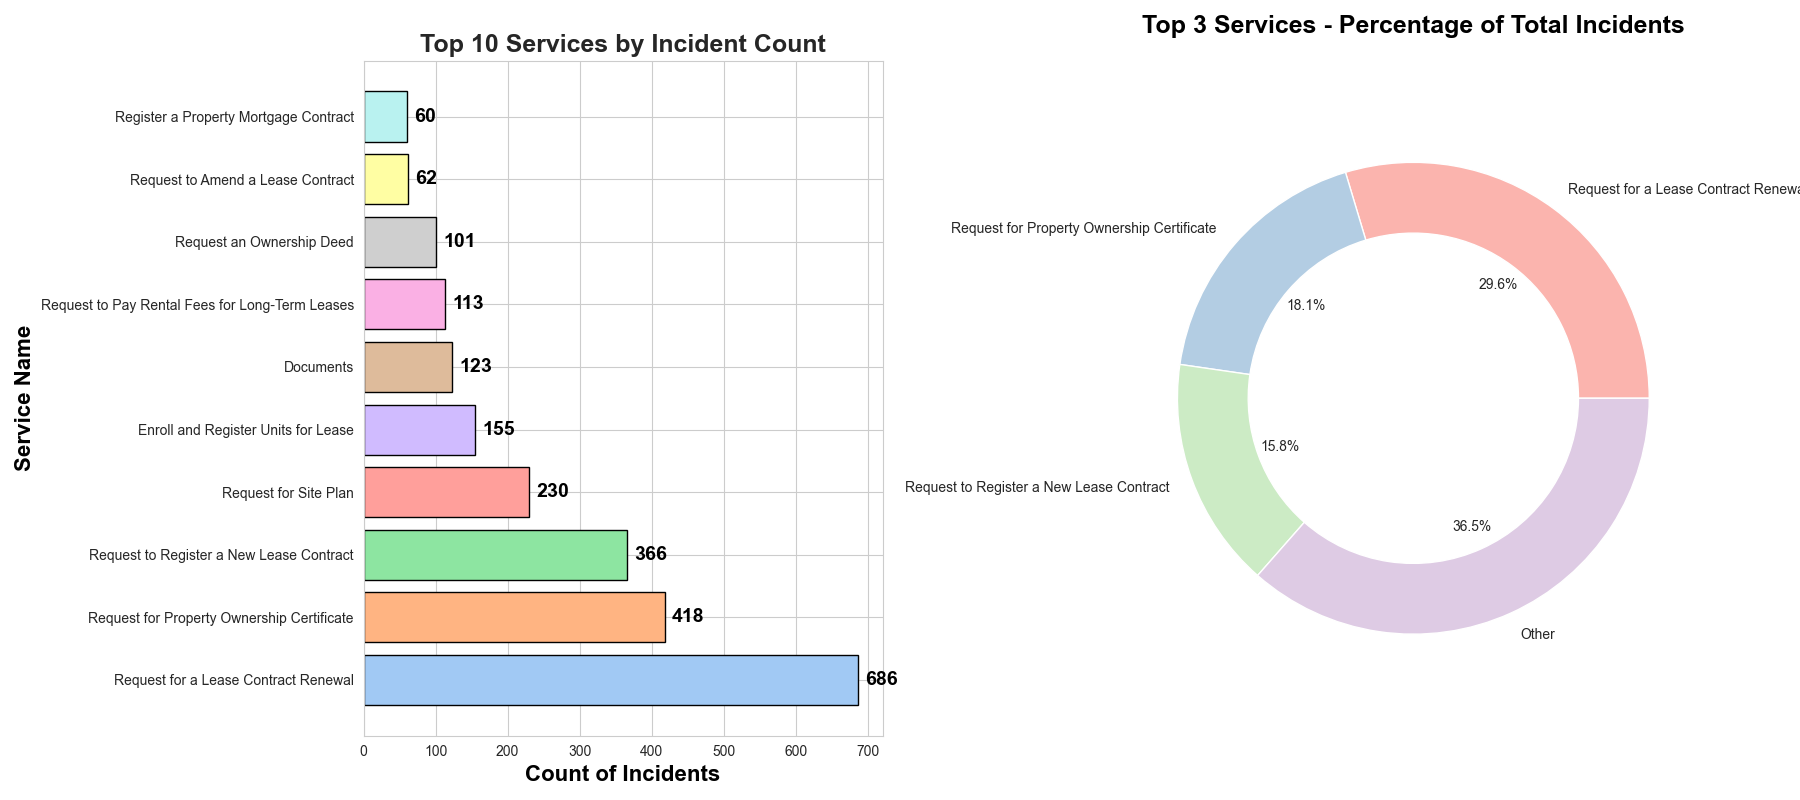 Top 10 Services by Incident Count
Service Name
Register a Property Mortgage Contract
60
Request to Amend a Lease Contract
62
Request an Ownership Deed
101
Request to Pay Rental Fees for Long-Term Leases
113
Documents
123
Enroll and Register Units for Lease
155
Request for Site Plan
230
Request to Register a New Lease Contract
366
Request for Property Ownership Certificate
418
Request for a Lease Contract Renewal
686
0 100 200 300 400 500 600 700
Count of Incidents
Top 3 Services - Percentage of Total Incidents
Request for a Lease Contract Renewa
29.6%
Request for Property Ownership Certificate
18.1%
Request to Register a New Lease Contract
15.8%
36.5%
Other